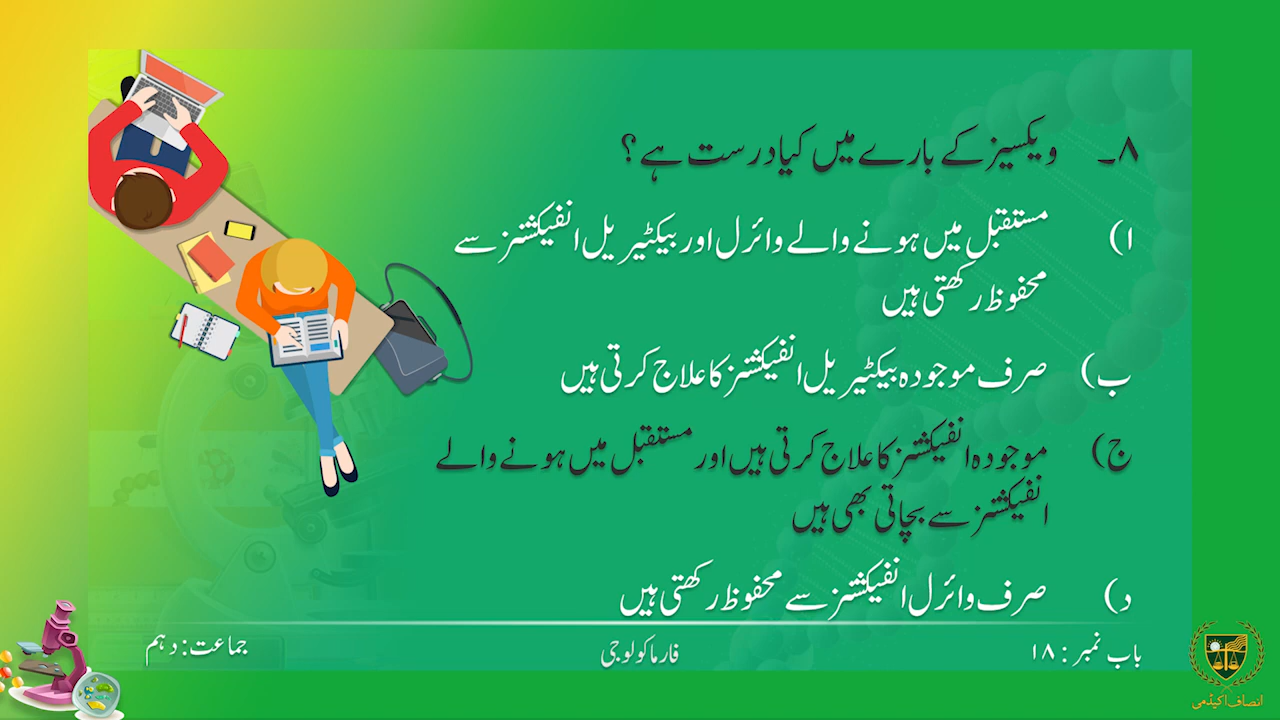 ۸۔ ویکسیز کے بارے میں کیا درست ہے؟
ا) مستقبل میں ہونے والے وائرل اور بیکٹیریل انفیکشنز سے
محفوظ رکھتی ہیں
ب) صرف موجودہ بیکٹیریل انفیکشنز کا علاج کرتی ہیں
ج) موجودہ انفیکشنز کا علاج کرتی ہیں اور مستقبل میں ہونے والے
انفیکشنز سے بچاتی بھی ہیں
د) صرف وائرل انفیکشنز سے محفوظ رکھتی ہیں
باب نمبر : ۱۸ فارماکولوجی جماعت: دہم
انصاف اکیڈمی